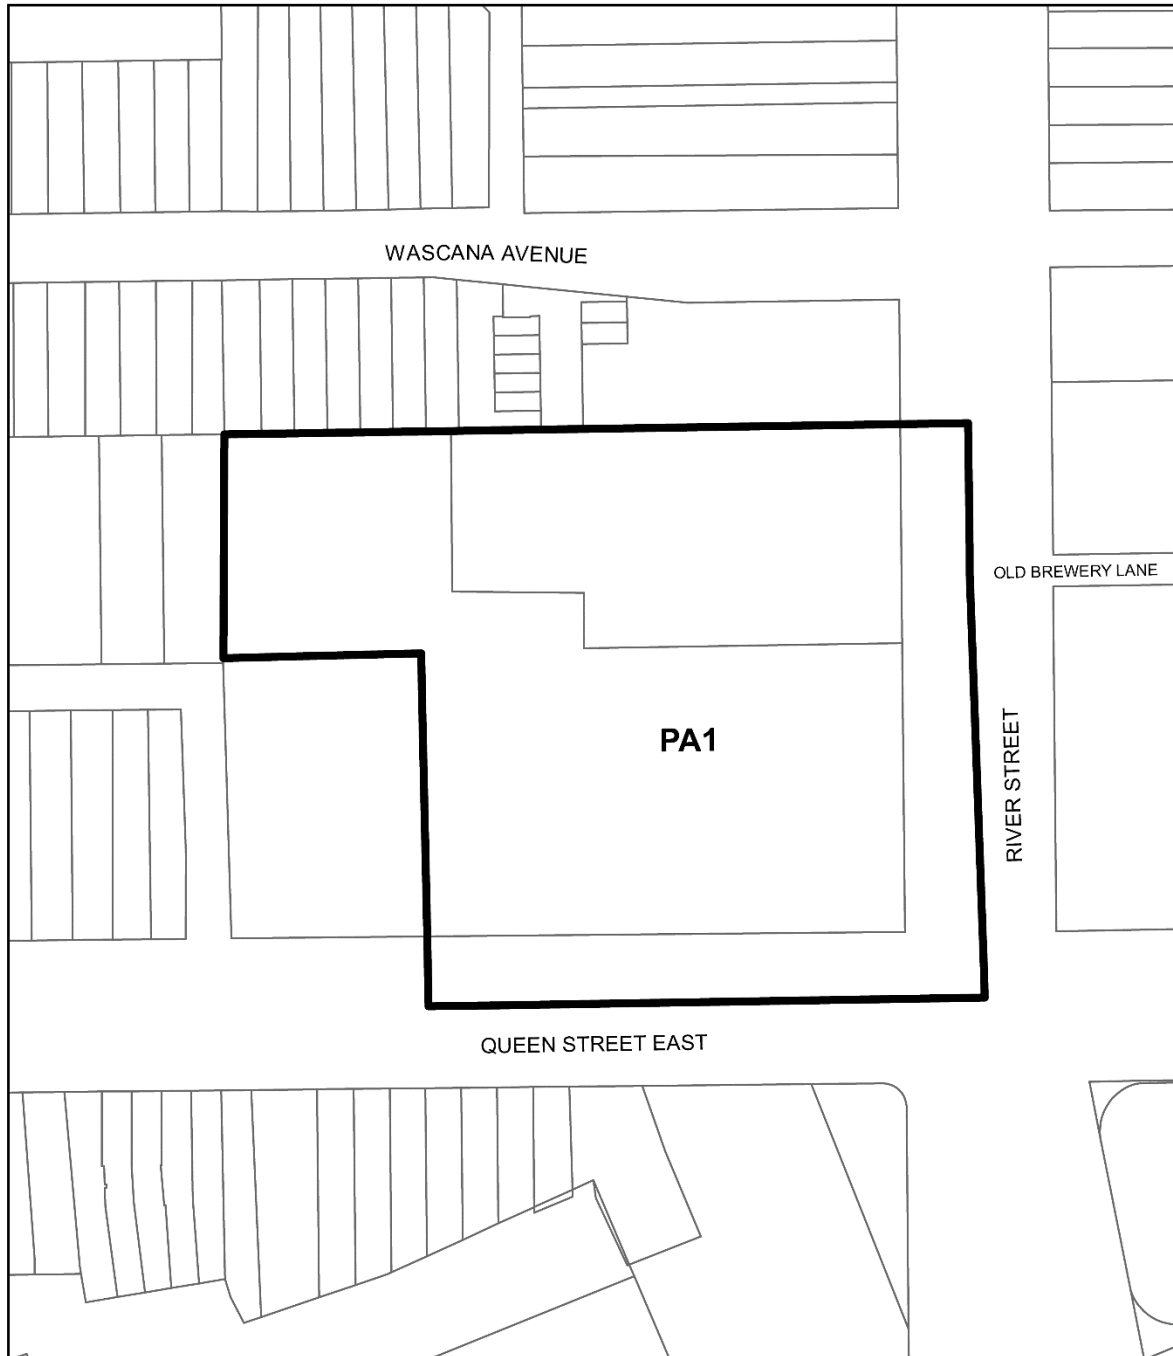 WASCANA AVENUE
OLD BREWERY LANE
PA1
RIVER STREET
QUEEN STREET EAST